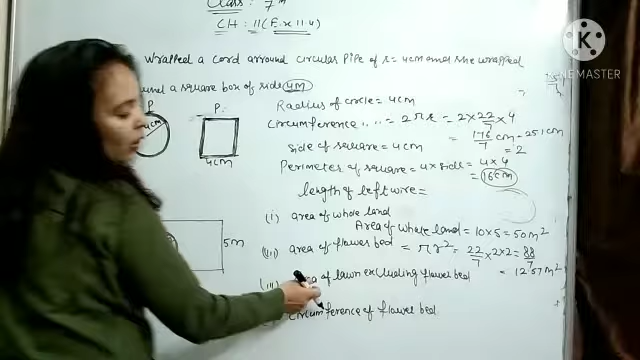 Class: 7th
CH: 11 (Ex 11.4)
Wrapped a cord arround circular pipe of r = 4cm and she wrapped
a square box of side 4m
P P:
4cm
4cm
Radius of circle = 4cm
Circumference .. .. = 2πr = 2×22/7×4
= 176/7 cm = 25.1 cm
side of square = 4cm
= 2
Perimeter of square = 4×side = 4×4
= 16cm
length of left wire =
(i) area of whole land
Area of whole land = 10×5 = 50m²
5m
(ii) area of flower bed = πr² = 22/7×2×2 = 88/7
= 12.57m²
(iii) area of lawn excluding flower bed
circumference of flower bed
K
KINEMASTER